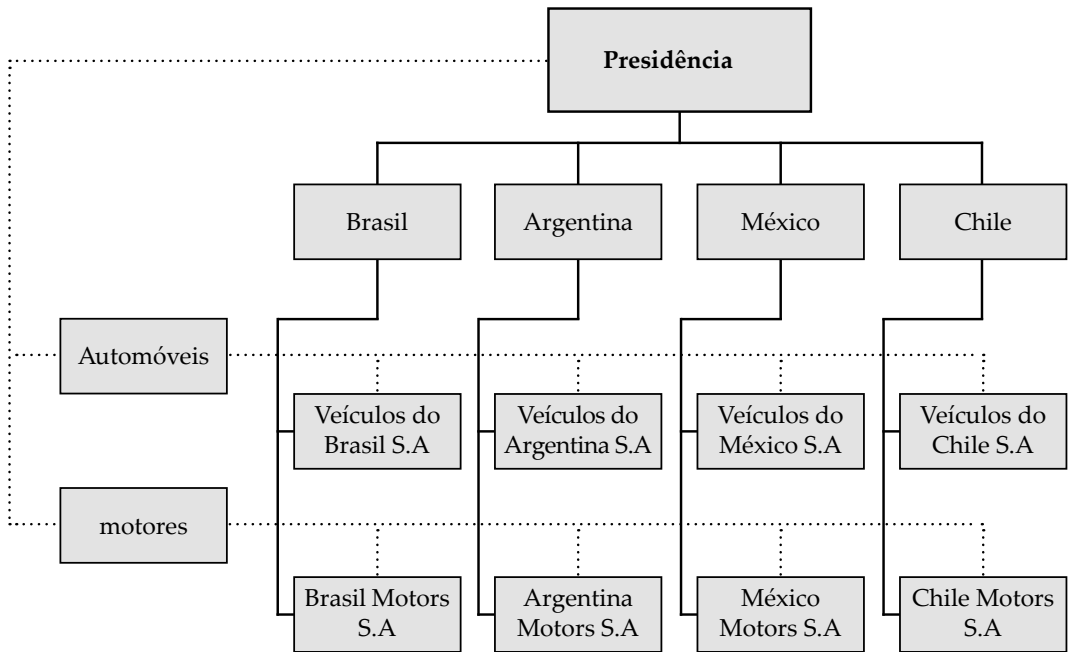 Presidência
Brasil
Argentina
México
Chile
Automóveis
Veículos do
Brasil S.A
Veículos do
Argentina S.A
Veículos do
México S.A
Veículos do
Chile S.A
motores
Brasil Motors
S.A
Argentina
Motors S.A
México
Motors S.A
Chile Motors
S.A